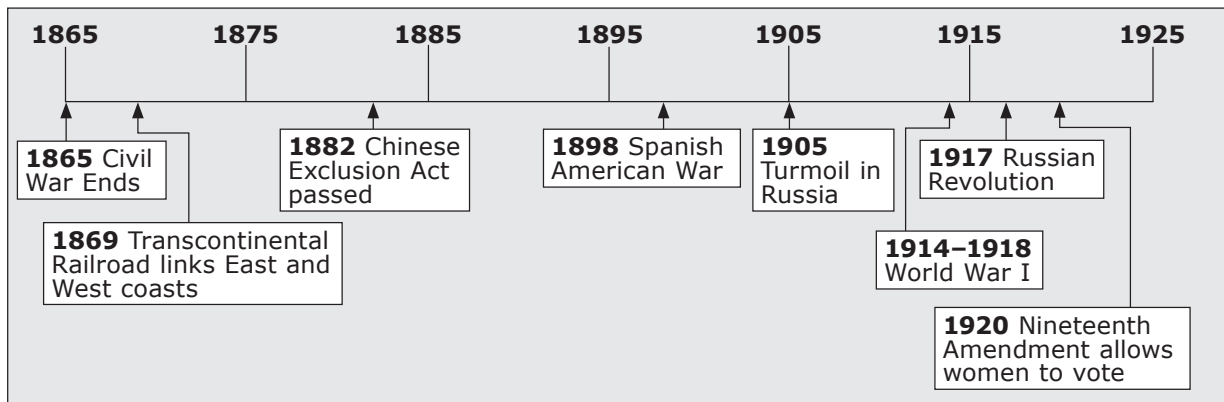 1865 1875 1885 1895 1905 1915 1925
1865 Civil
War Ends
1869 Transcontinental
Railroad links East and
West coasts
1882 Chinese
Exclusion Act
passed
1898 Spanish
American War
1905
Turmoil in
Russia
1914–1918
World War I
1917 Russian
Revolution
1920 Nineteenth
Amendment allows
women to vote